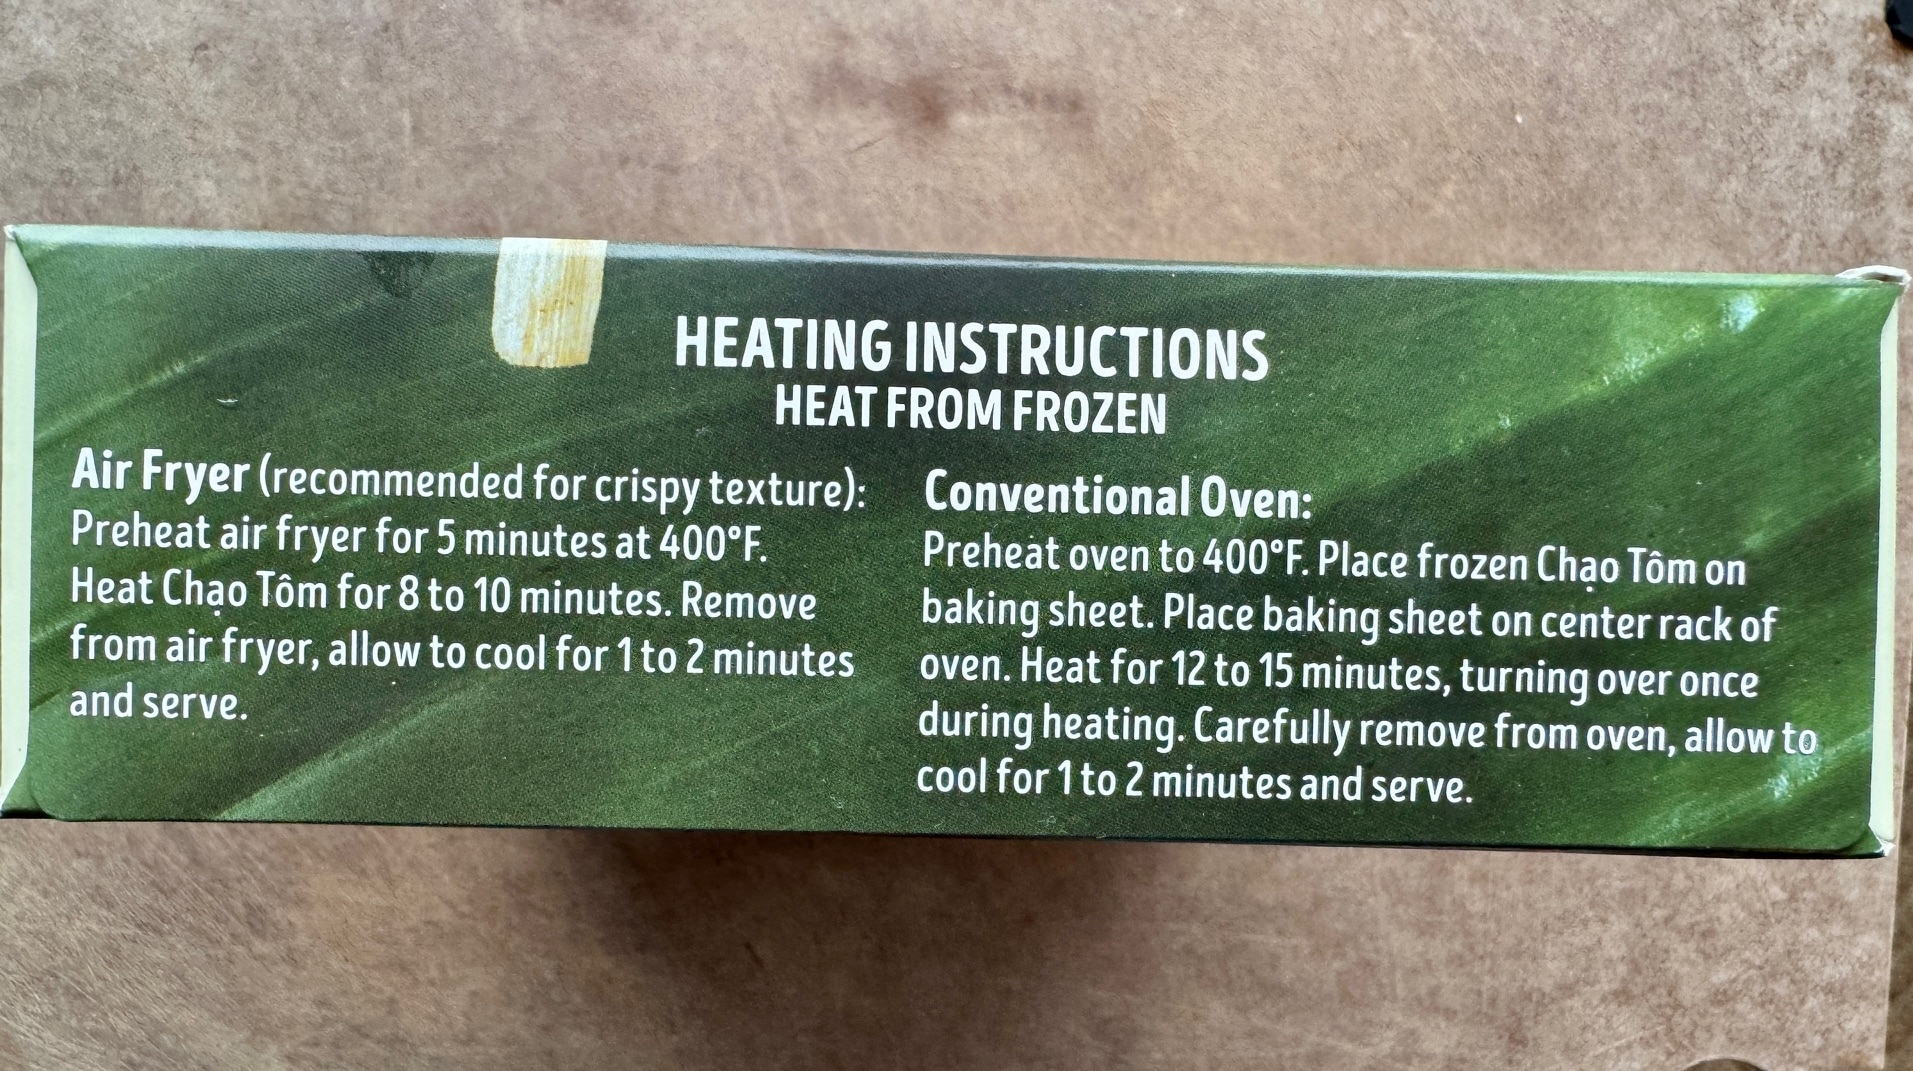 HEATING INSTRUCTIONS
HEAT FROM FROZEN
Air Fryer (recommended for crispy texture):
Preheat air fryer for 5 minutes at 400°F.
Heat Chạo Tôm for 8 to 10 minutes. Remove
from air fryer, allow to cool for 1 to 2 minutes
and serve.
Conventional Oven:
Preheat oven to 400°F. Place frozen Chạo Tôm on
baking sheet. Place baking sheet on center rack of
oven. Heat for 12 to 15 minutes, turning over once
during heating. Carefully remove from oven, allow to
cool for 1 to 2 minutes and serve.